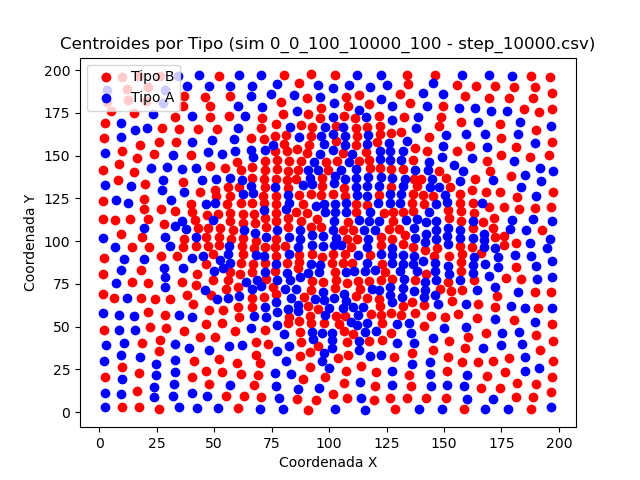 Centroides por Tipo (sim 0_0_100_10000_100 - step_10000.csv)
Tipo B
Tipo A
Coordenada Y
200
175
150
125
100
75
50
25
0
0 25 50 75 100 125 150 175 200
Coordenada X